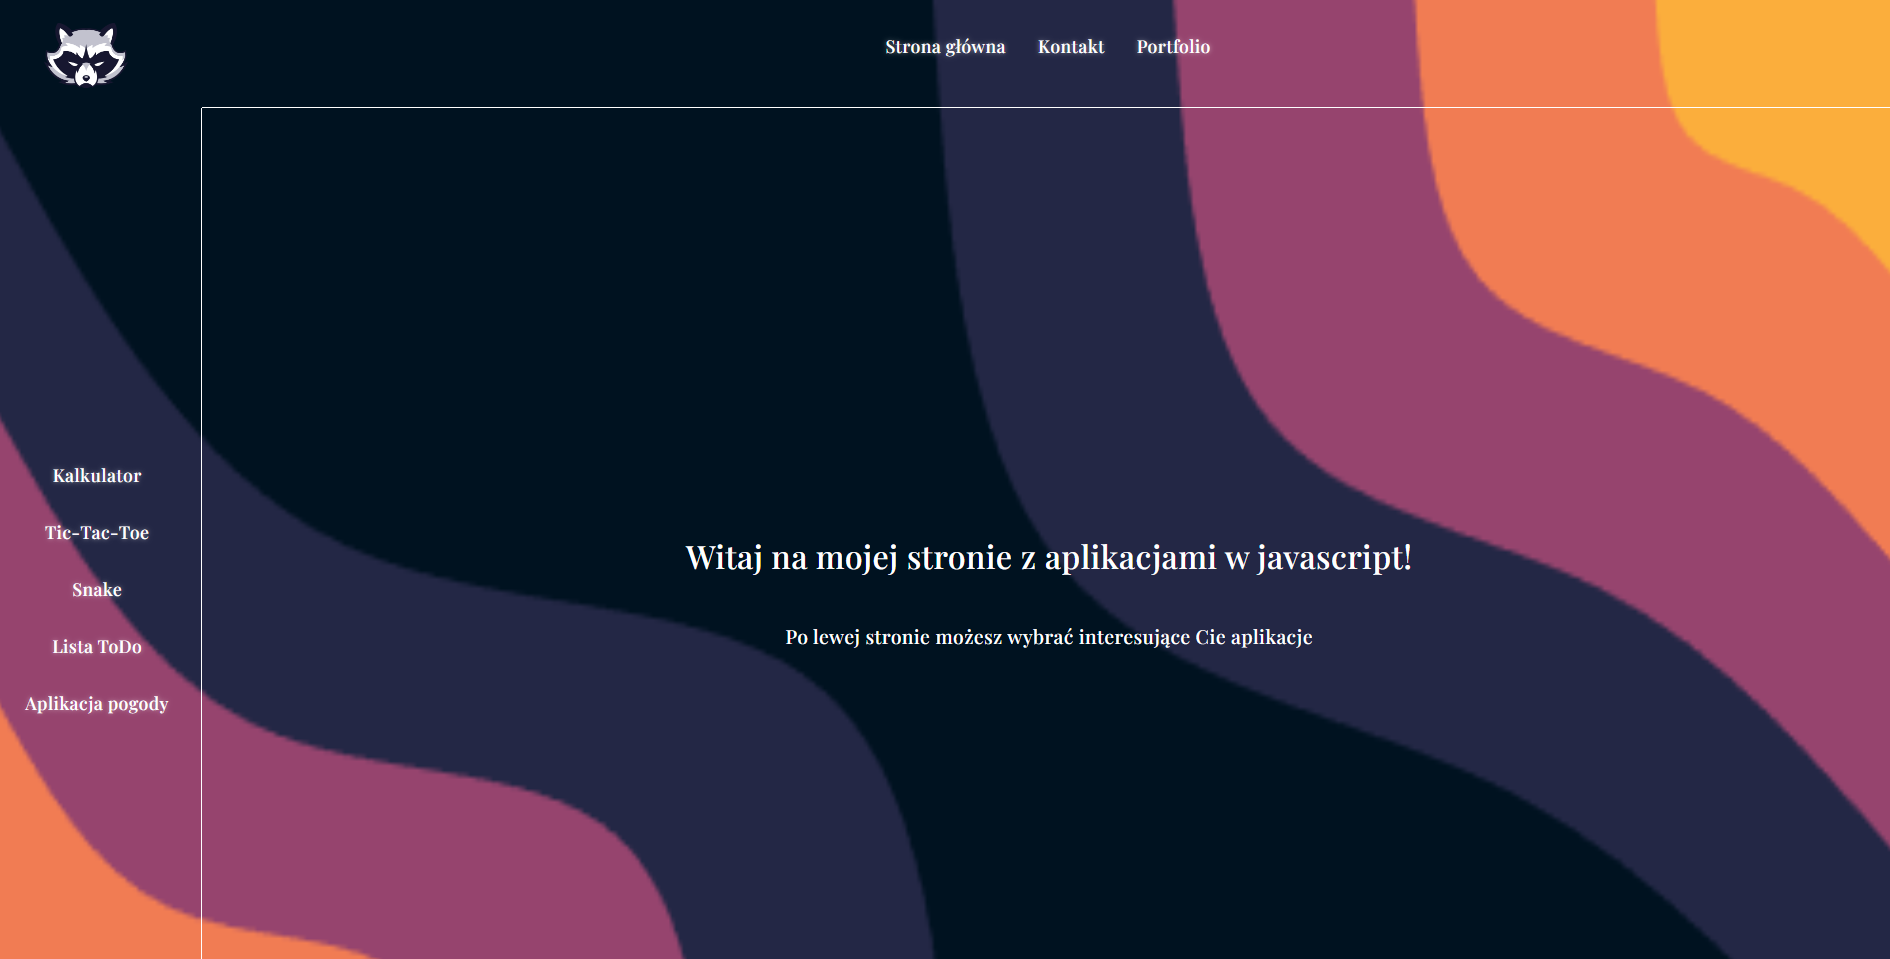 Strona główna Kontakt Portfolio
Kalkulator
Tic-Tac-Toe
Snake
Lista ToDo
Aplikacja pogody
Witaj na mojej stronie z aplikacjami w javascript!
Po lewej stronie możesz wybrać interesujące Cie aplikacje